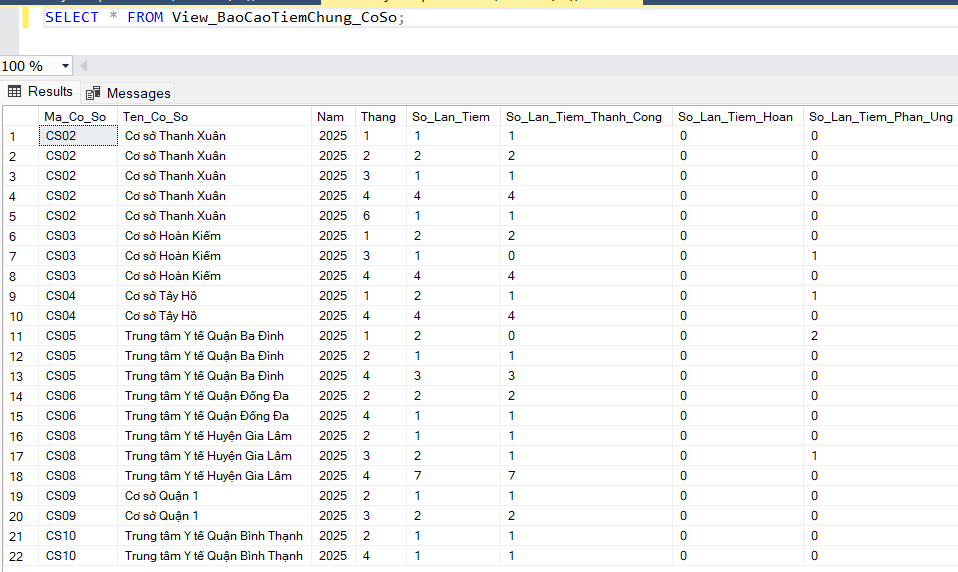 SELECT * FROM View_BaoCaoTiemChung_CoSo;
100 %
Results Messages
Ma_Co_So Ten_Co_So Nam Thang So_Lan_Tiem So_Lan_Tiem_Thanh_Cong So_Lan_Tiem_Hoan So_Lan_Tiem_Phan_Ung
1 CS02 Cơ sở Thanh Xuân 2025 1 1 1 0 0
2 CS02 Cơ sở Thanh Xuân 2025 2 2 2 0 0
3 CS02 Cơ sở Thanh Xuân 2025 3 1 1 0 0
4 CS02 Cơ sở Thanh Xuân 2025 4 4 4 0 0
5 CS02 Cơ sở Thanh Xuân 2025 6 1 1 0 0
6 CS03 Cơ sở Hoàn Kiếm 2025 1 2 2 0 0
7 CS03 Cơ sở Hoàn Kiếm 2025 3 1 0 0 1
8 CS03 Cơ sở Hoàn Kiếm 2025 4 4 4 0 0
9 CS04 Cơ sở Tây Hồ 2025 1 2 1 0 1
10 CS04 Cơ sở Tây Hồ 2025 4 4 4 0 0
11 CS05 Trung tâm Y tế Quận Ba Đình 2025 1 2 0 0 2
12 CS05 Trung tâm Y tế Quận Ba Đình 2025 2 1 1 0 0
13 CS05 Trung tâm Y tế Quận Ba Đình 2025 4 3 3 0 0
14 CS06 Trung tâm Y tế Quận Đống Đa 2025 2 2 2 0 0
15 CS06 Trung tâm Y tế Quận Đống Đa 2025 4 1 1 0 0
16 CS08 Trung tâm Y tế Huyện Gia Lâm 2025 2 1 1 0 0
17 CS08 Trung tâm Y tế Huyện Gia Lâm 2025 3 2 1 0 1
18 CS08 Trung tâm Y tế Huyện Gia Lâm 2025 4 7 7 0 0
19 CS09 Cơ sở Quận 1 2025 2 1 1 0 0
20 CS09 Cơ sở Quận 1 2025 3 2 2 0 0
21 CS10 Trung tâm Y tế Quận Bình Thạnh 2025 2 1 1 0 0
22 CS10 Trung tâm Y tế Quận Bình Thạnh 2025 4 1 1 0 0